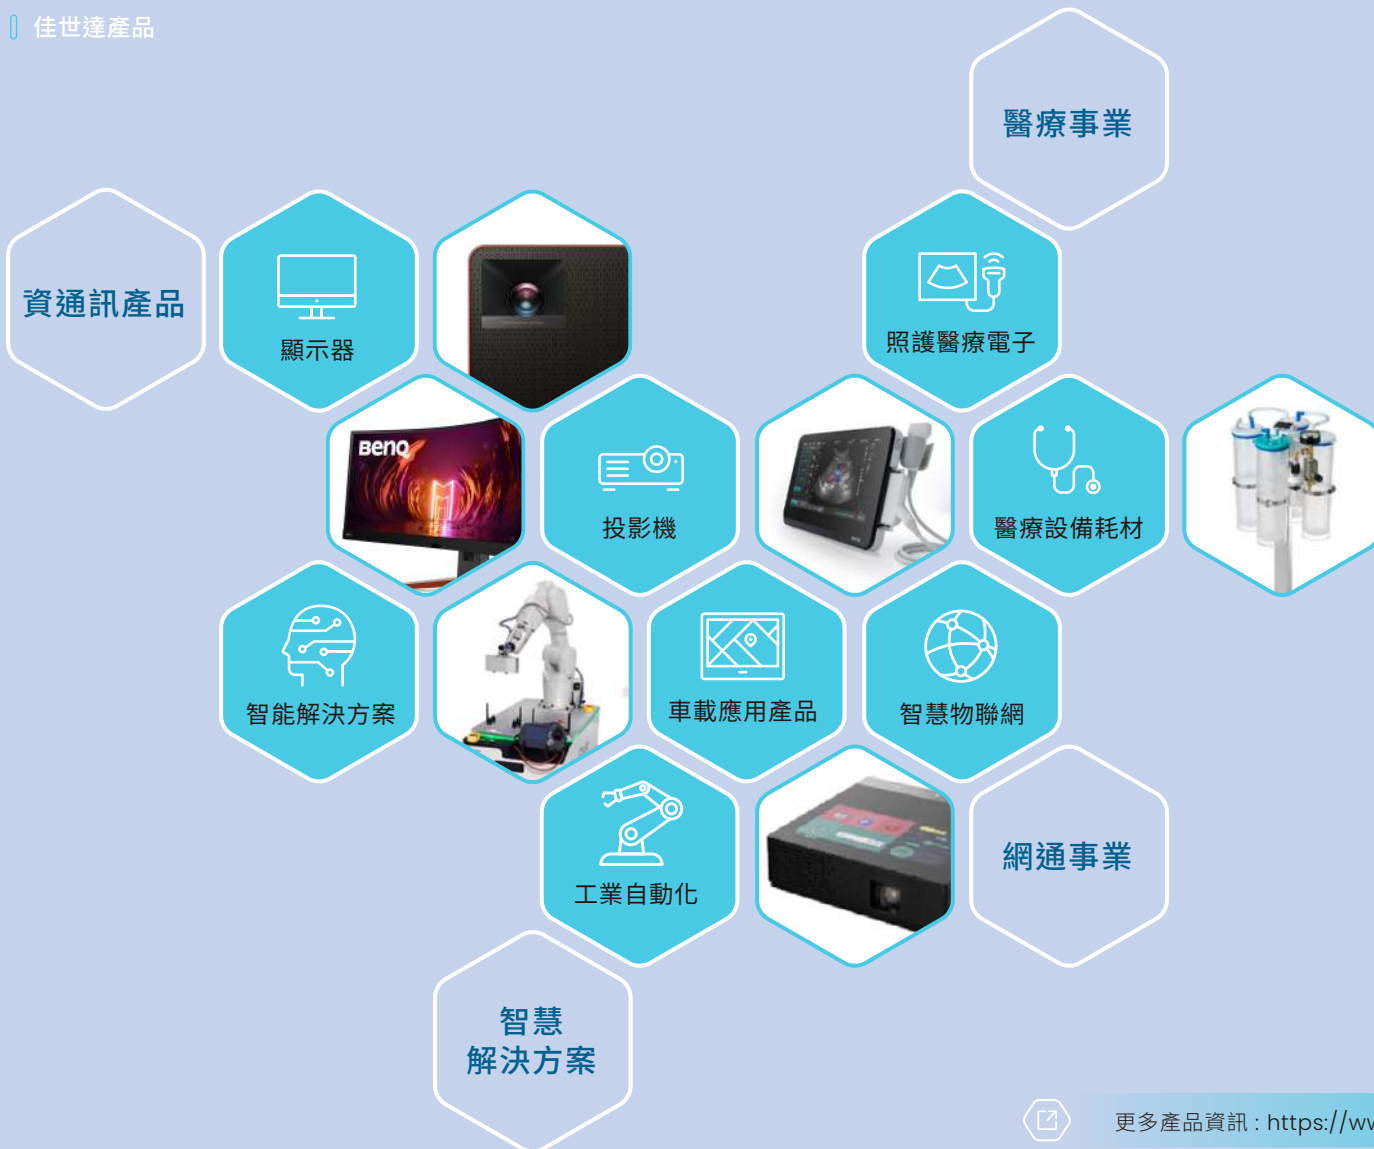 佳世達產品
醫療事業
資通訊產品
顯示器
照護醫療電子
BenQ
投影機
醫療設備耗材
智能解決方案
車載應用產品
智慧物聯網
工業自動化
網通事業
智慧
解決方案
更多產品資訊 : https://ww